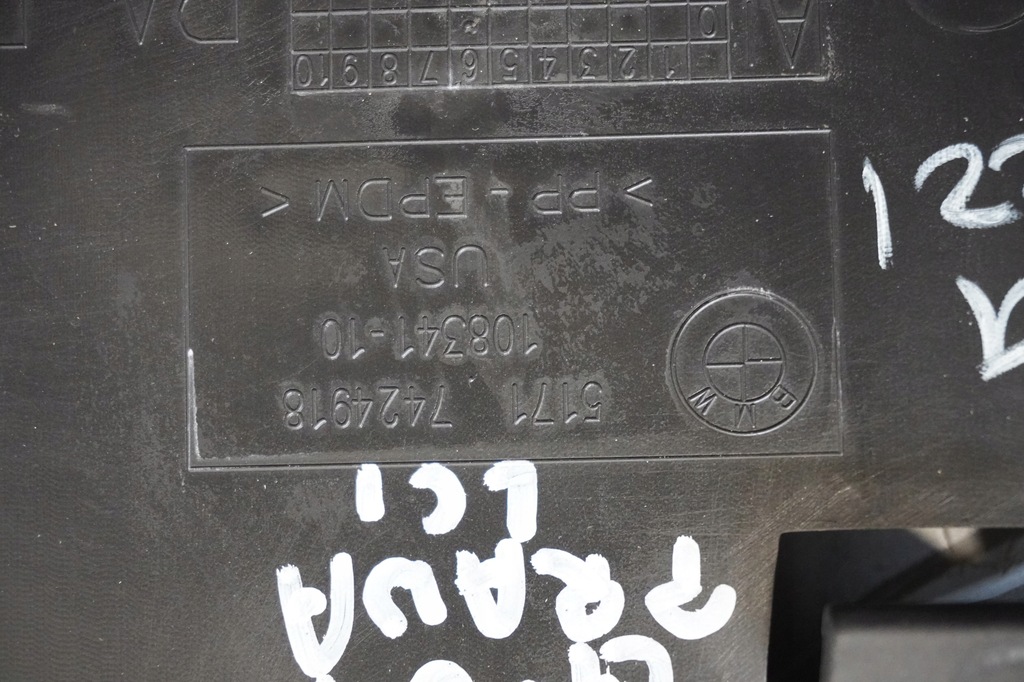 PRAVA
LCI
BMW 5171 7424918
108341-10
USA
> PP + EPDM <
1 2 3 4 5 6 7 8 9 10
0